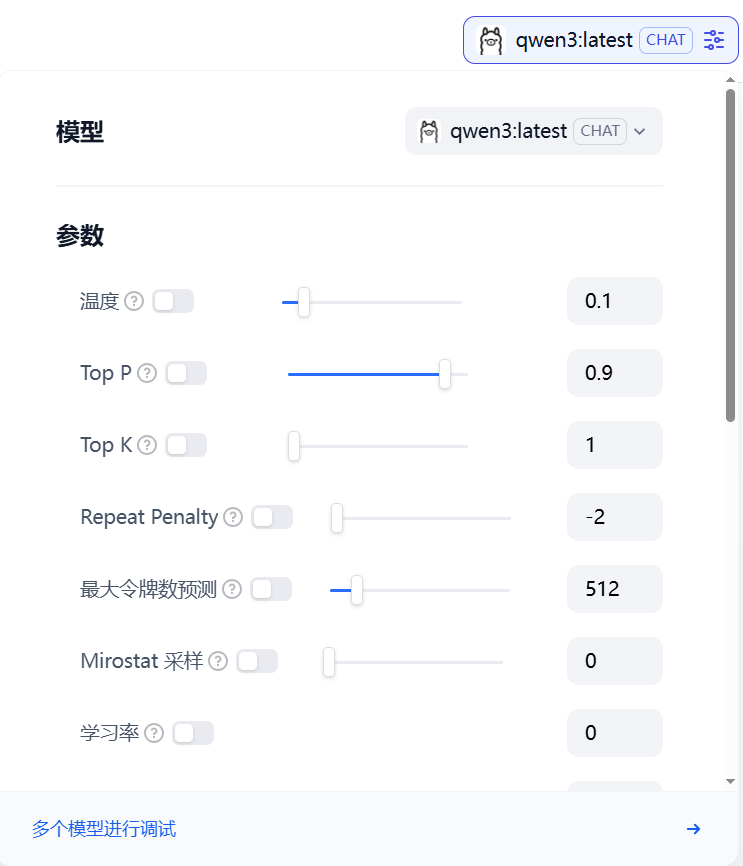 qwen3:latest CHAT
模型 qwen3:latest CHAT
参数
温度 ? 0.1
Top P ? 0.9
Top K ? 1
Repeat Penalty ? -2
最大令牌数预测 ? 512
Mirostat 采样 ? 0
学习率 ? 0
多个模型进行调试